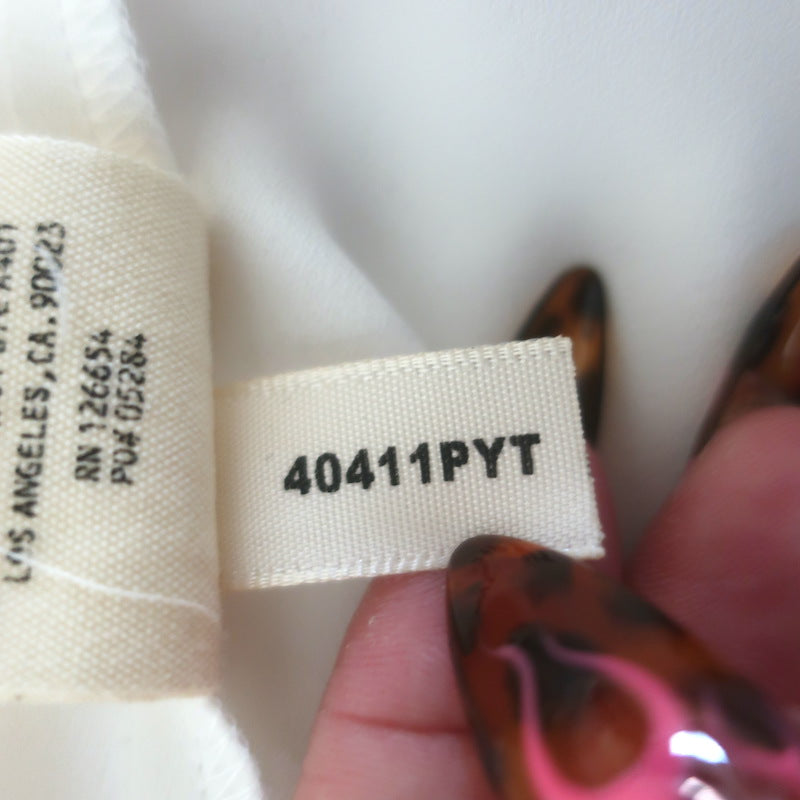 LOS ANGELES, CA. 90023
RN 126654
PO# 05284
40411PYT